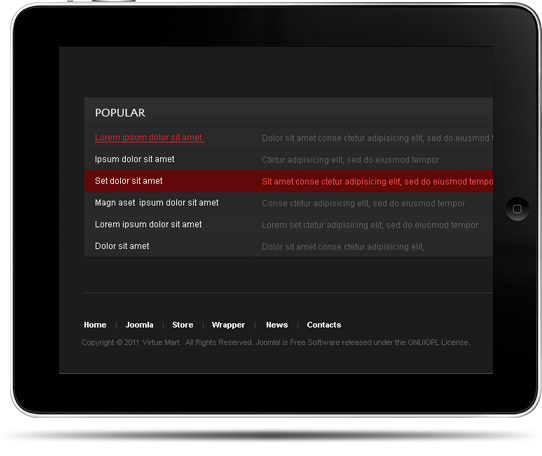 POPULAR
Lorem ipsum dolor sit amet Dolor sit amet conse ctetur adipisicing elit, sed do eiusmod
Ipsum dolor sit amet Ctetur adipisicing elit, sed do eiusmod tempor
Set dolor sit amet Sit amet conse ctetur adipisicing elit, sed do eiusmod tempo
Magn aset ipsum dolor sit amet Conse ctetur adipisicing elit, sed do eiusmod tempor
Lorem ipsum dolor sit amet Lorem set ctetur adipisicing elit, sed do eiusmod tempor
Dolor sit amet Dolor sit amet conse ctetur adipisicing elit,
Home | Joomla | Store | Wrapper | News | Contacts
Copyright © 2011 Virtue Mart. All Rights Reserved. Joomla! is Free Software released under the GNU/GPL License.